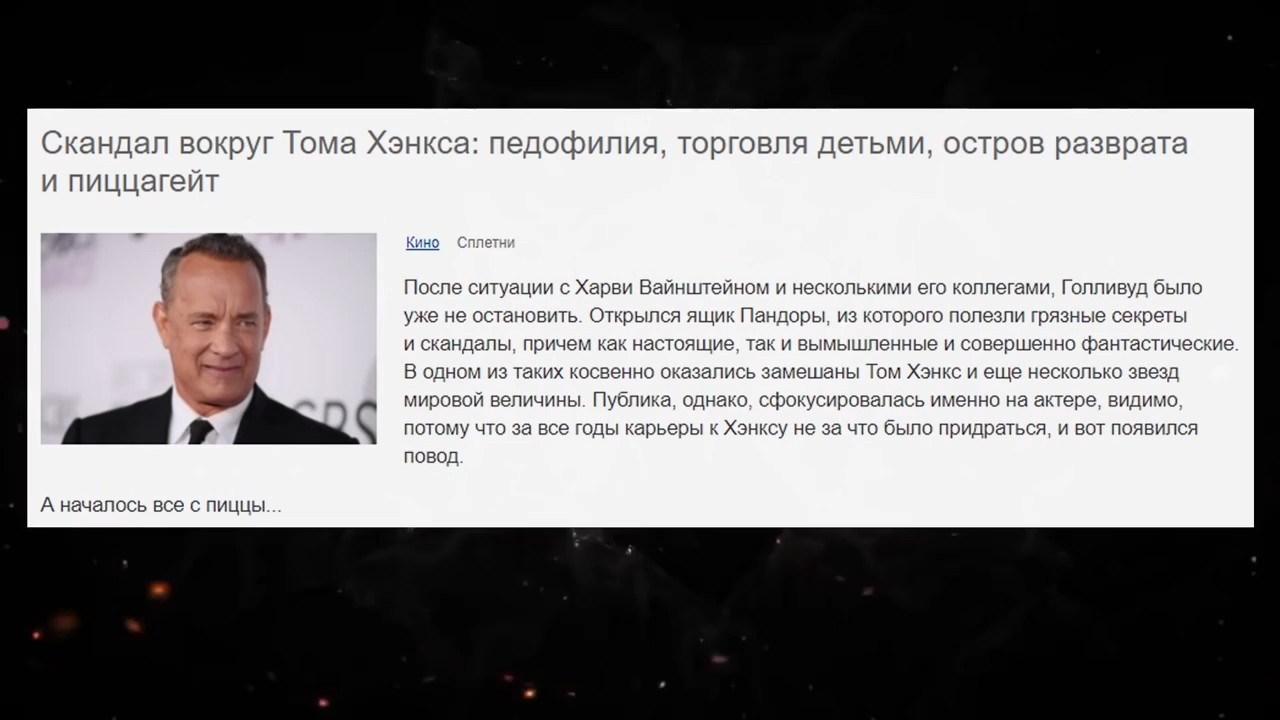 Скандал вокруг Тома Хэнкса: педофилия, торговля детьми, остров разврата
и пиццагейт
Кино Сплетни
После ситуации с Харви Вайнштейном и несколькими его коллегами, Голливуд было
уже не остановить. Открылся ящик Пандоры, из которого полезли грязные секреты
и скандалы, причем как настоящие, так и вымышленные и совершенно фантастические.
В одном из таких косвенно оказались замешаны Том Хэнкс и еще несколько звезд
мировой величины. Публика, однако, сфокусировалась именно на актере, видимо,
потому что за все годы карьеры к Хэнксу не за что было придраться, и вот появился
повод.
А началось все с пиццы...